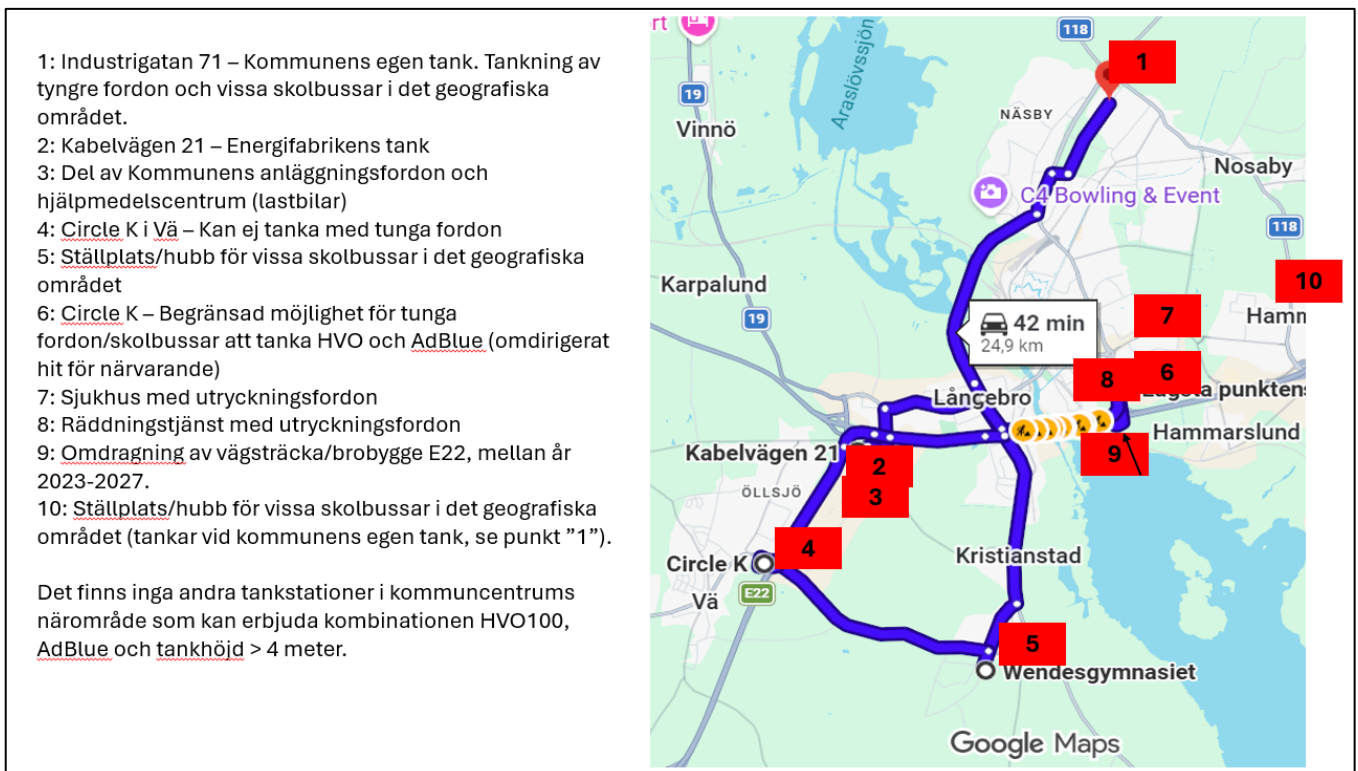 1: Industrigatan 71 – Kommunens egen tank. Tankning av
tyngre fordon och vissa skolbussar i det geografiska
området.
2: Kabelvägen 21 – Energifabrikens tank
3: Del av Kommunens anläggningsfordon och
hjälpmedelscentrum (lastbilar)
4: Circle K i Vä – Kan ej tanka med tunga fordon
5: Ställplats/hubb för vissa skolbussar i det geografiska
området
6: Circle K – Begränsad möjlighet för tunga
fordon/skolbussar att tanka HVO och AdBlue (omdirigerat
hit för närvarande)
7: Sjukhus med utryckningsfordon
8: Räddningstjänst med utryckningsfordon
9: Omdragning av vägsträcka/brobygge E22, mellan år
2023-2027.
10: Ställplats/hubb för vissa skolbussar i det geografiska
området (tankar vid kommunens egen tank, se punkt ”1”).
Det finns inga andra tankstationer i kommuncentrums
närområde som kan erbjuda kombinationen HVO100,
AdBlue och tankhöjd > 4 meter.
rt
118
1
19
Araslövssjön
NÄSBY
Vinnö
Nosaby
C4 Bowling & Event
118
10
Karpalund
19
7
Hamn
42 min
24,9 km
8
6
Långebro
punktens
Hammarslund
Kabelvägen 21
9
2
ÖLLSJÖ
3
4
Circle K
Kristianstad
E22
Vä
5
Wendesgymnasiet
Google Maps